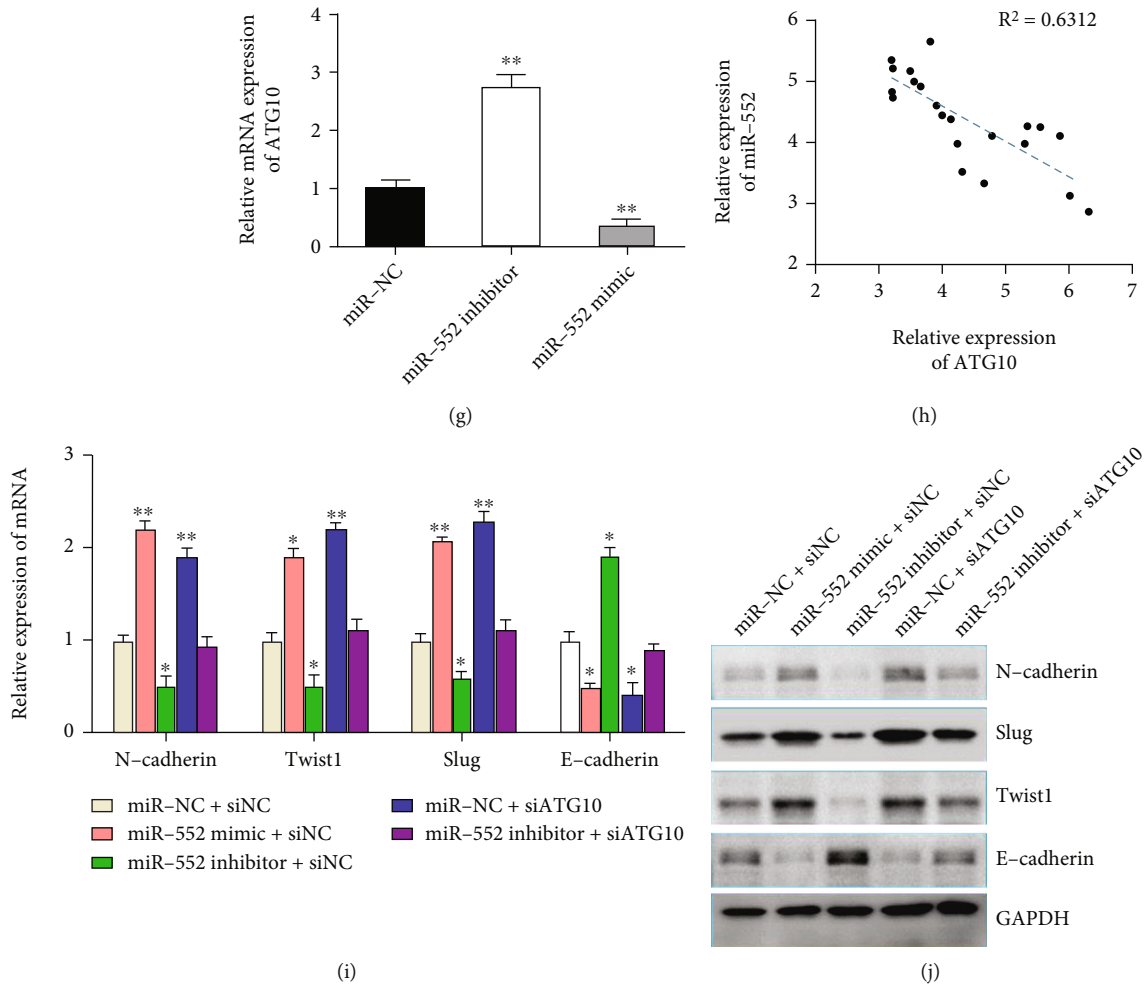 Relative mRNA expression
of ATG10
4
3
2
1
0
**
**
miR–NC
miR–552 inhibitor
miR–552 mimic
(g)
R² = 0.6312
Relative expression
of miR–552
6
5
4
3
2
2
3
4
5
6
7
Relative expression
of ATG10
(h)
Relative expression of mRNA
3
2
1
0
**
*
**
*
*
**
**
*
**
*
*
*
N–cadherin
Twist1
Slug
E–cadherin
miR–NC + siNC
miR–552 mimic + siNC
miR–552 inhibitor + siNC
miR–NC + siATG10
miR–552 inhibitor + siATG10
(i)
miR–NC + siNC
miR–552 mimic + siNC
miR–552 inhibitor + siNC
miR–NC + siATG10
miR–552 inhibitor + siATG10
N–cadherin
Slug
Twist1
E–cadherin
GAPDH
(j)